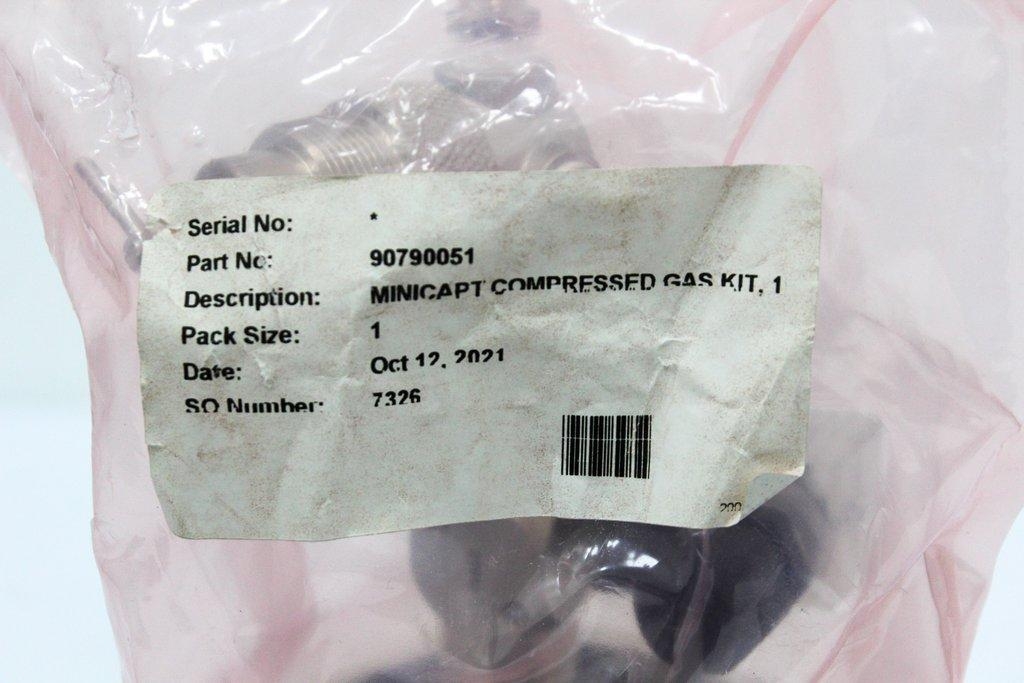 Serial No: *
Part No: 90790051
Description: MINICAPT COMPRESSED GAS KIT, 1
Pack Size: 1
Date: Oct 12, 2021
SO Number: 7326